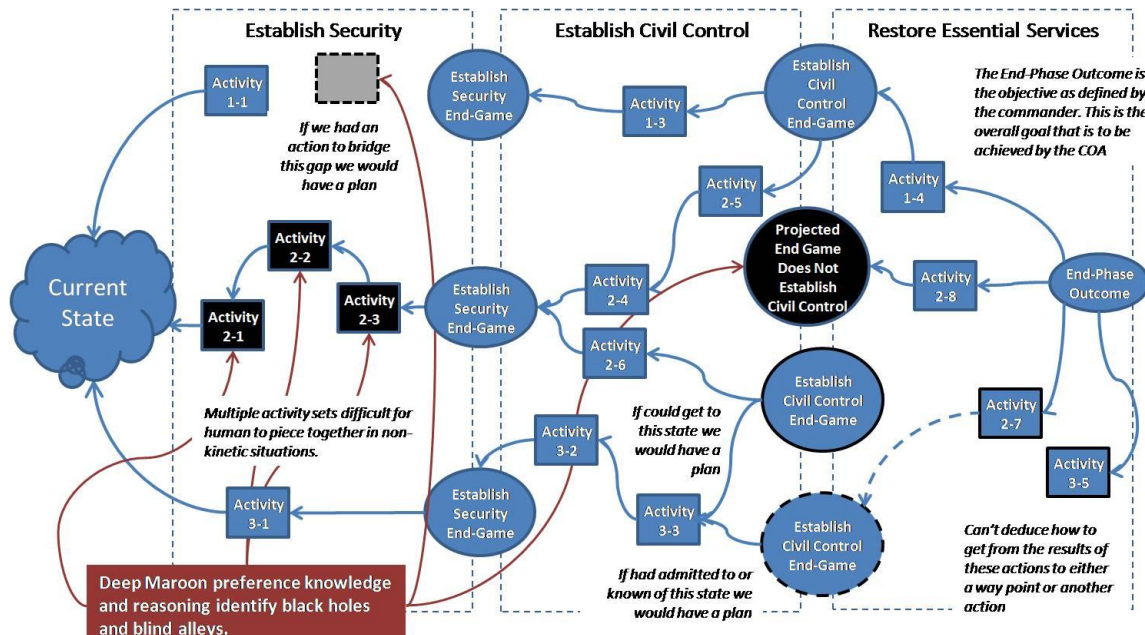 Establish Security
Establish Civil Control
Restore Essential Services
Activity
1-1
If we had an
action to bridge
this gap we would
have a plan
Establish
Security
End-Game
Activity
1-3
Establish
Civil
Control
End-Game
The End-Phase Outcome is
the objective as defined by
the commander. This is the
overall goal that is to be
achieved by the COA
Activity
2-5
Activity
1-4
Current
State
Activity
2-2
Activity
2-1
Activity
2-3
Establish
Security
End-Game
Activity
2-4
Activity
2-6
Projected
End Game
Does Not
Establish
Civil Control
Activity
2-8
End-Phase
Outcome
Multiple activity sets difficult for
human to piece together in non-
kinetic situations.
If could get to
this state we
would have a
plan
Establish
Civil Control
End-Game
Activity
2-7
Activity
3-5
Activity
3-2
Activity
3-1
Establish
Security
End-Game
Activity
3-3
Establish
Civil Control
End-Game
Can't deduce how to
get from the results of
these actions to either
a way point or another
action
If had admitted to or
known of this state we
would have a plan
Deep Maroon preference knowledge
and reasoning identify black holes
and blind alleys.